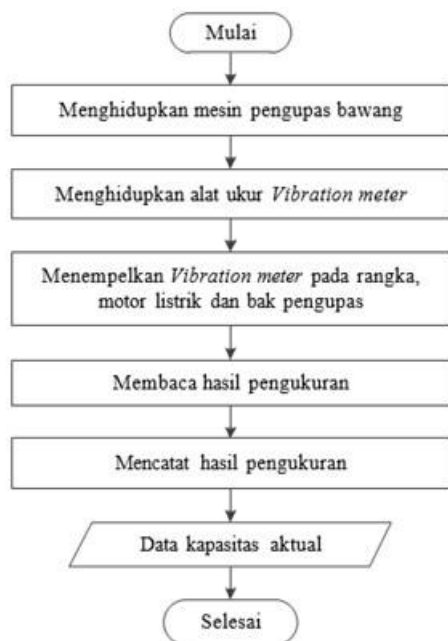 Mulai
Menghidupkan mesin pengupas bawang
Menghidupkan alat ukur Vibration meter
Menempelkan Vibration meter pada rangka,
motor listrik dan bak pengupas
Membaca hasil pengukuran
Mencatat hasil pengukuran
Data kapasitas aktual
Selesai